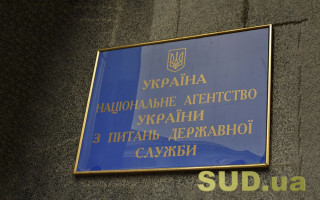 УКРАЇНА
НАЦІОНАЛЬНЕ АГЕНТСТВО
УКРАЇНИ
З ПИТАНЬ ДЕРЖАВНОЇ
СЛУЖБИ
SUD.ua